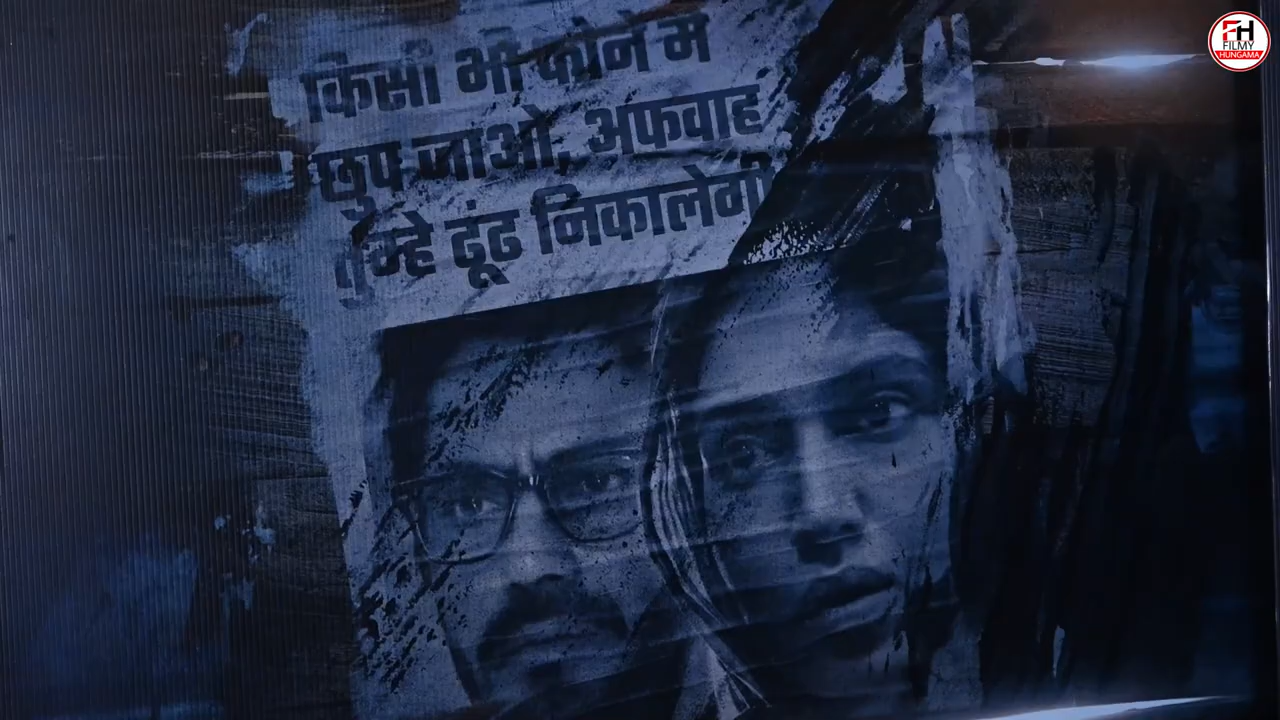 किसी भी कोने में
छुप जाओ, अफवाह
तुम्हे ढूंढ निकालेगी
FH
FILMY
HUNGAMA